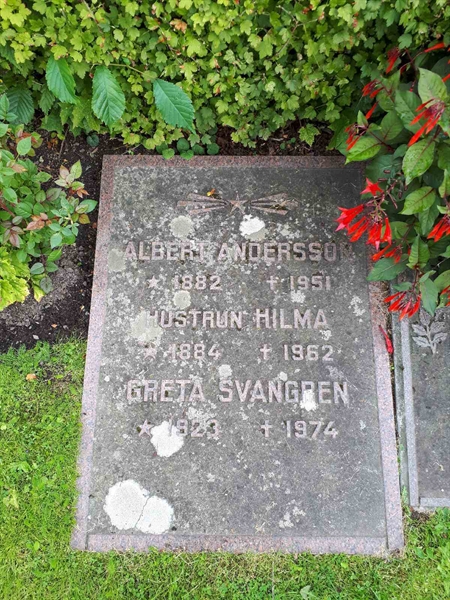 ALBERT ANDERSSON
★ 1882 ✝ 1951
HUSTRUN HILMA
★ 1884 ✝ 1962
GRETA SVANGREN
★ 1923 ✝ 1974